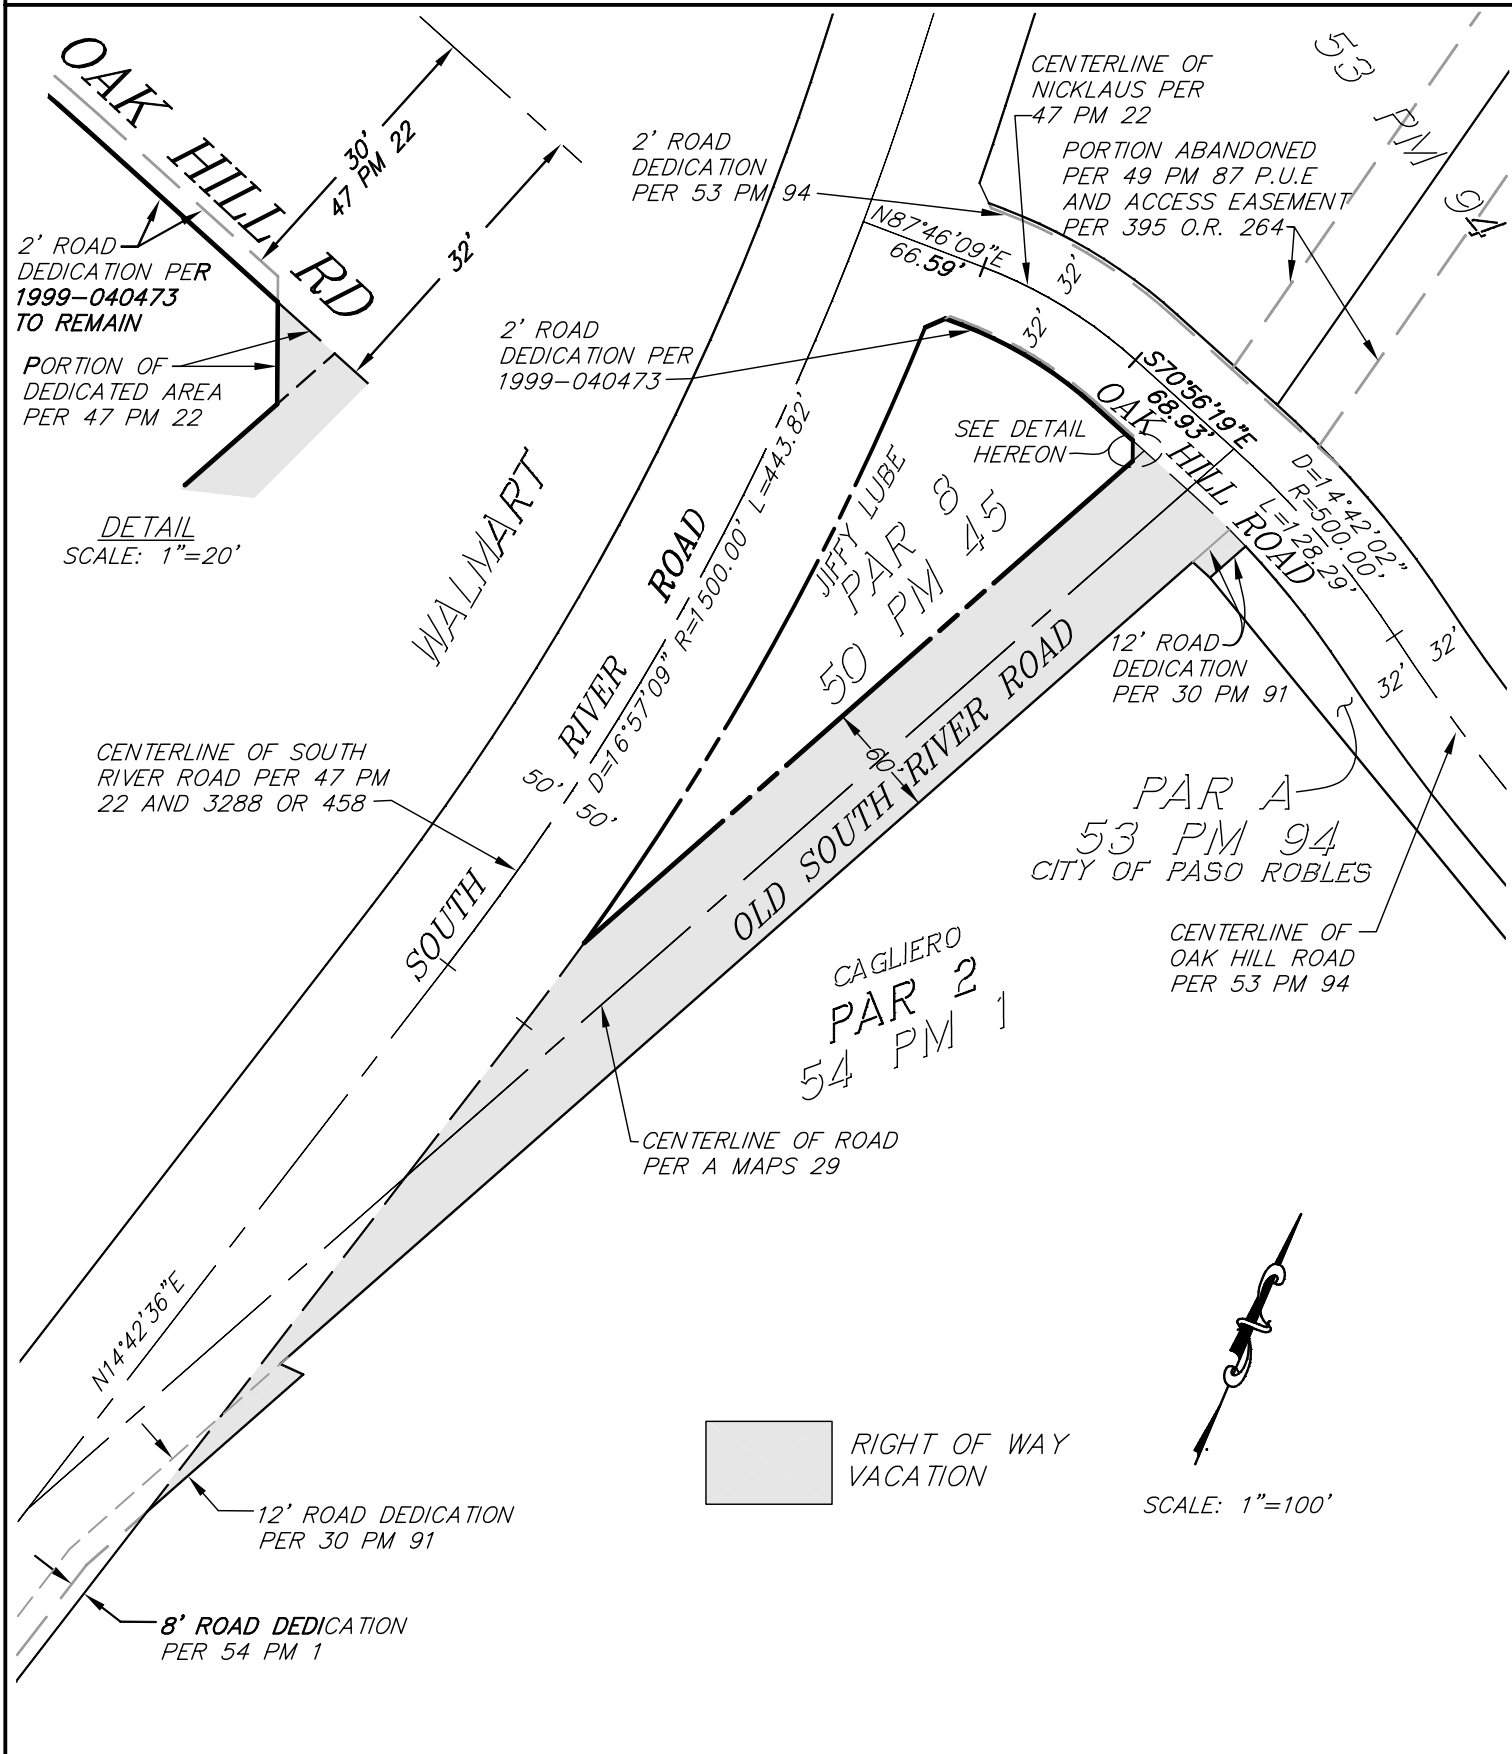 OAK HILL RD
30'
47 PM 22
32'
2' ROAD
DEDICATION PER
1999-040473
TO REMAIN
PORTION OF
DEDICATED AREA
PER 47 PM 22
DETAIL
SCALE: 1"=20'
2' ROAD
DEDICATION
PER 53 PM 94
CENTERLINE OF
NICKLAUS PER
47 PM 22
PORTION ABANDONED
PER 49 PM 87 P.U.E
AND ACCESS EASEMENT
PER 395 O.R. 264
53 PM 94
N87°46'09"E
66.59'
32'
32'
2' ROAD
DEDICATION PER
1999-040473
S70°56'19"E
68.93'
OAK HILL ROAD
SEE DETAIL
HEREON
D=14°42'02"
R=500.00'
L=128.29'
WALMART
SOUTH RIVER ROAD
D=16°57'09" R=1500.00' L=443.82'
50'
50'
JIFFY LUBE
PAR 8
50 PM 45
12' ROAD
DEDICATION
PER 30 PM 91
32'
32'
60'
OLD SOUTH RIVER ROAD
CENTERLINE OF SOUTH
RIVER ROAD PER 47 PM
22 AND 3288 OR 458
PAR A
53 PM 94
CITY OF PASO ROBLES
CENTERLINE OF
OAK HILL ROAD
PER 53 PM 94
CAGLIERO
PAR 2
54 PM 1
CENTERLINE OF ROAD
PER A MAPS 29
N14°42'36"E
12' ROAD DEDICATION
PER 30 PM 91
8' ROAD DEDICATION
PER 54 PM 1
RIGHT OF WAY
VACATION
SCALE: 1"=100'